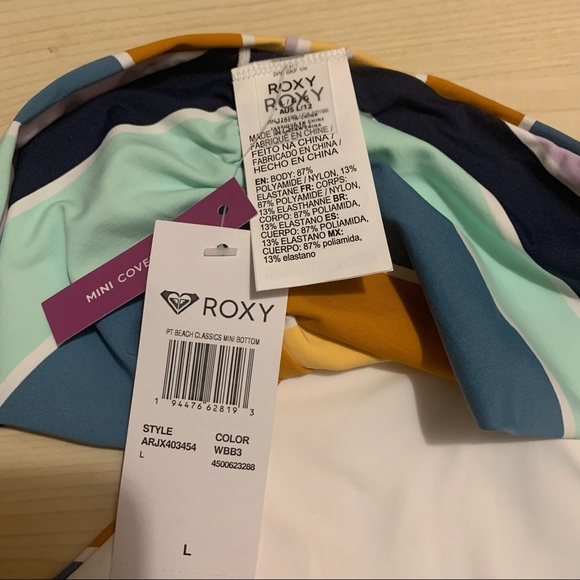 ROXY
ROXY
AUS L/12
MADE IN CHINA /
FABRIQUÉ EN CHINE /
FEITO NA CHINA /
FABRICADO EN CHINA /
HECHO EN CHINA
EN: BODY: 87%
POLYAMIDE / NYLON, 13%
ELASTANE FR: CORPS:
87% POLYAMIDE / NYLON,
13% ELASTHANNE BR:
CORPO: 87% POLIAMIDA,
13% ELASTANO ES:
CUERPO: 87% POLIAMIDA,
13% ELASTANO MX:
CUERPO: 87% poliamida,
13% elastano
MINI
ROXY
PT BEACH CLASSICS MINI BOTTOM
1 94476 62819 3
STYLE COLOR
ARJX403454 WBB3
L 4500623288
L